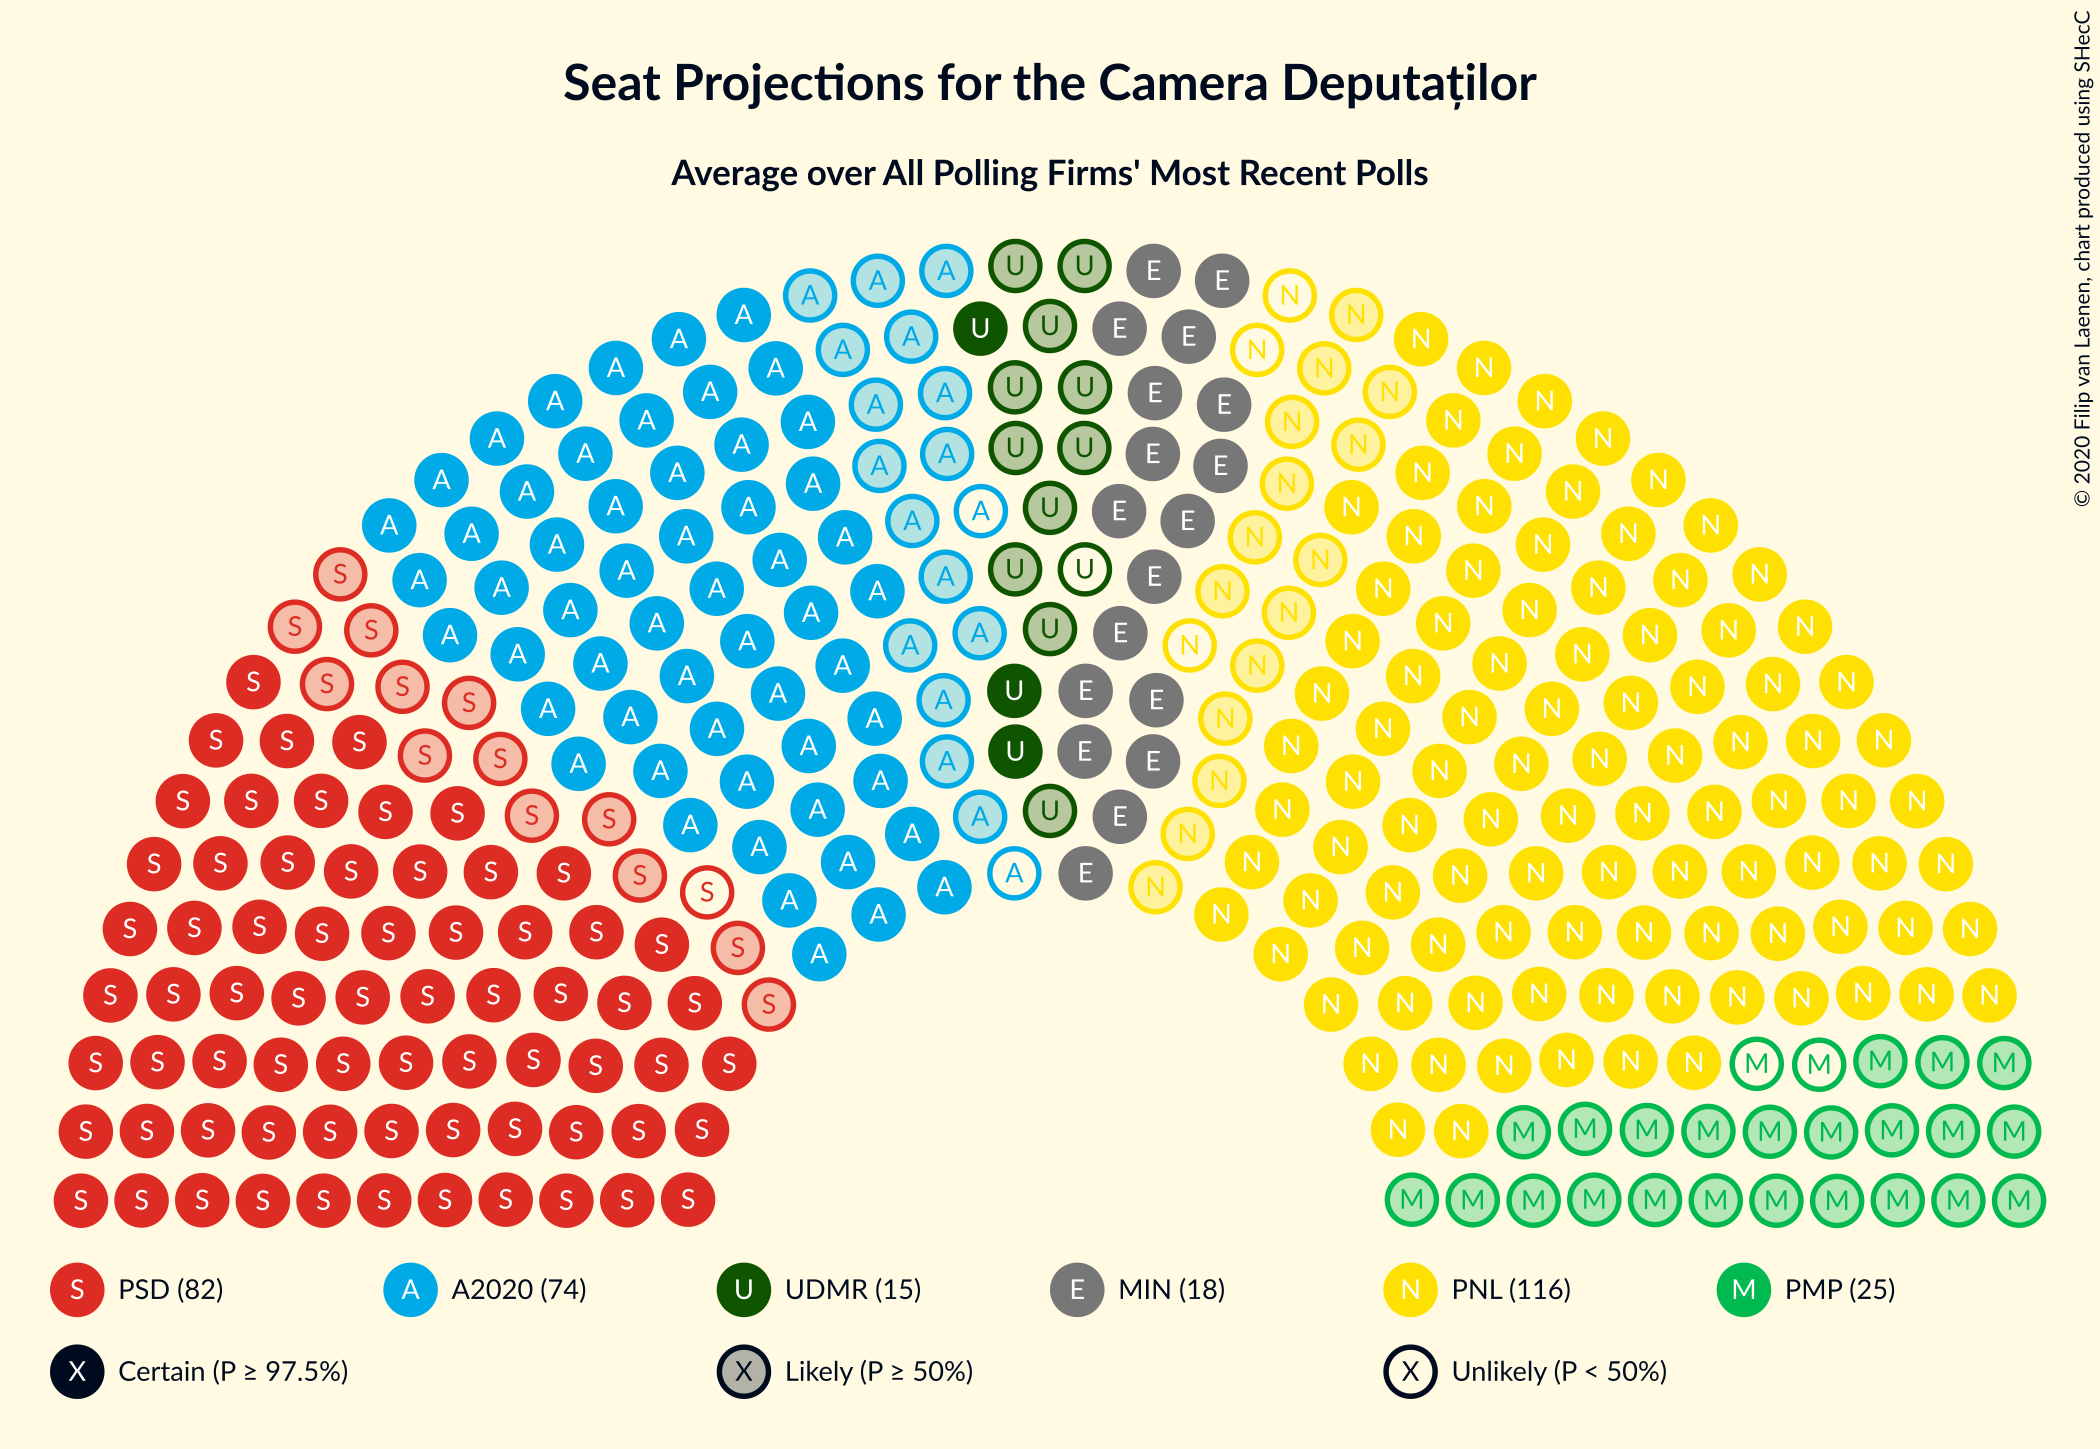 Seat Projections for the Camera Deputaților
Average over All Polling Firms' Most Recent Polls
© 2020 Filip van Laenen, chart produced using SHecC
S PSD (82)
A A2020 (74)
U UDMR (15)
E MIN (18)
N PNL (116)
M PMP (25)
X Certain (P ≥ 97.5%)
X Likely (P ≥ 50%)
X Unlikely (P < 50%)